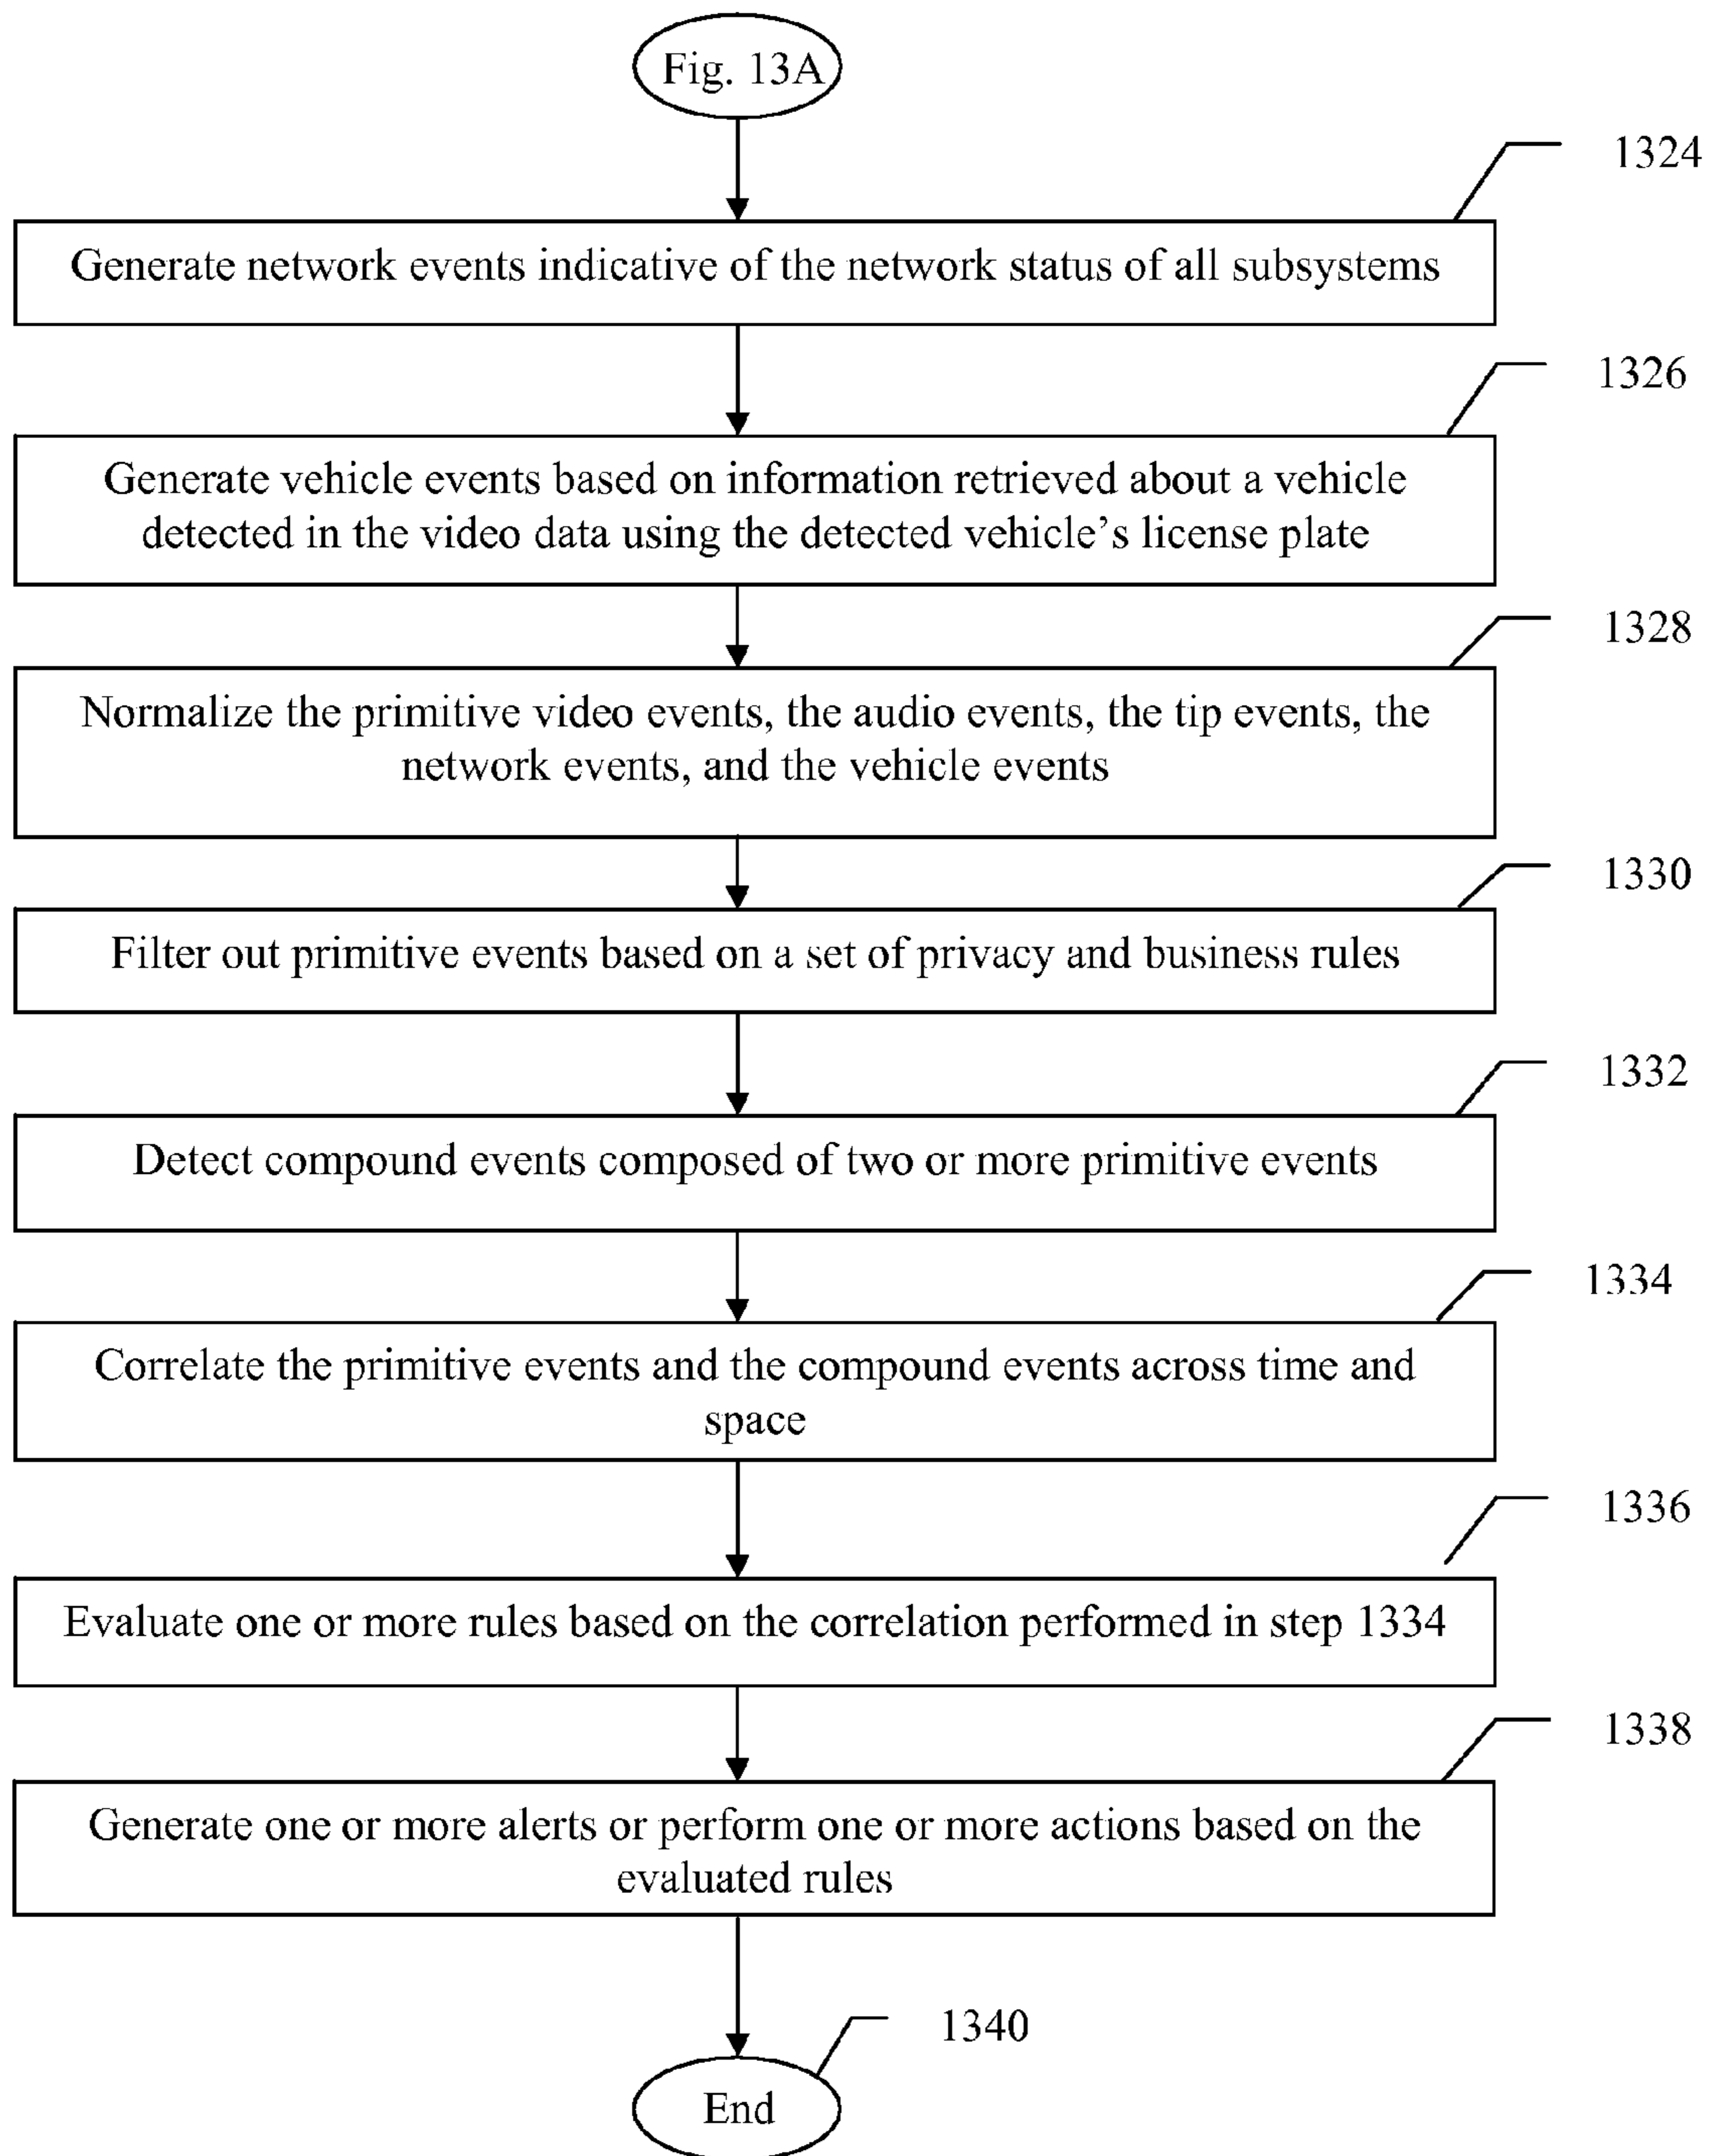 Fig. 13A
1324
Generate network events indicative of the network status of all subsystems
1326
Generate vehicle events based on information retrieved about a vehicle
detected in the video data using the detected vehicle’s license plate
1328
Normalize the primitive video events, the audio events, the tip events, the
network events, and the vehicle events
1330
Filter out primitive events based on a set of privacy and business rules
1332
Detect compound events composed of two or more primitive events
1334
Correlate the primitive events and the compound events across time and
space
1336
Evaluate one or more rules based on the correlation performed in step 1334
1338
Generate one or more alerts or perform one or more actions based on the
evaluated rules
1340
End